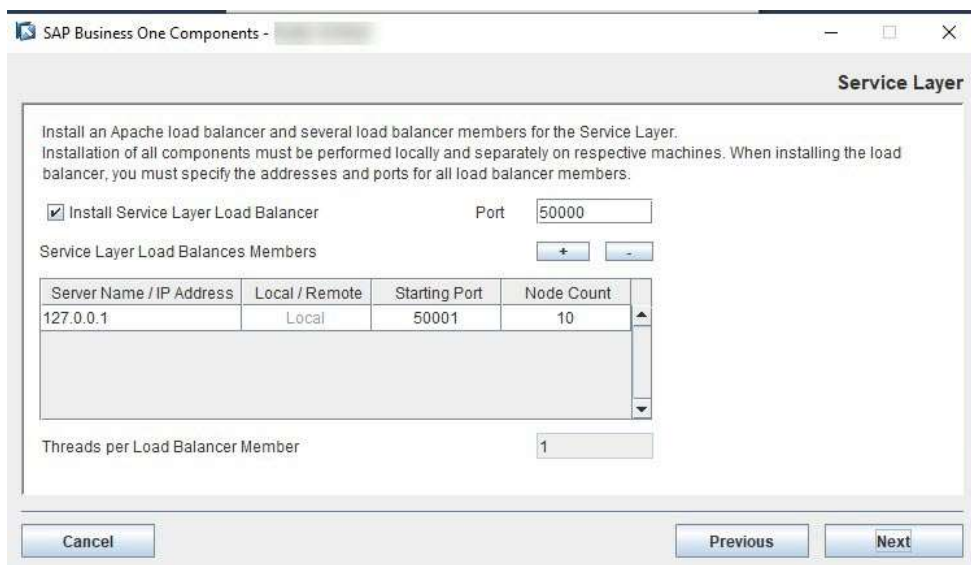 SAP Business One Components -
Service Layer
Install an Apache load balancer and several load balancer members for the Service Layer.
Installation of all components must be performed locally and separately on respective machines. When installing the load
balancer, you must specify the addresses and ports for all load balancer members.
Install Service Layer Load Balancer Port 50000
Service Layer Load Balances Members + -
Server Name / IP Address Local / Remote Starting Port Node Count
127.0.0.1 Local 50001 10
Threads per Load Balancer Member 1
Cancel Previous Next